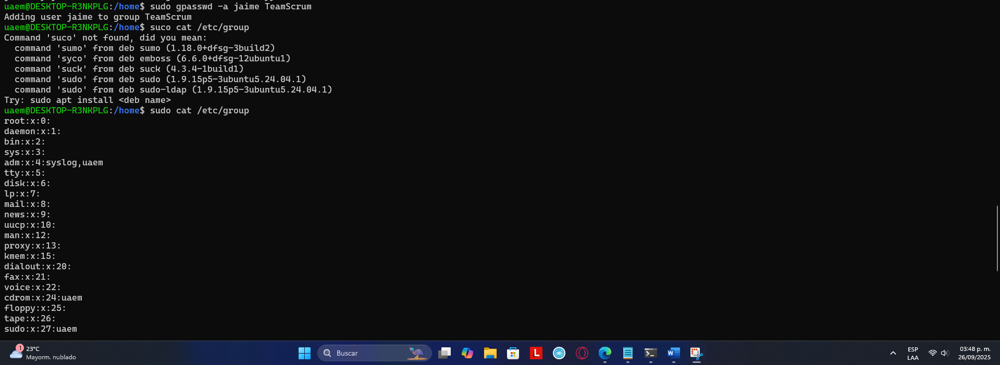 uaem@DESKTOP-R3NKPLG:/home$ sudo gpasswd -a jaime TeamScrum
Adding user jaime to group TeamScrum
uaem@DESKTOP-R3NKPLG:/home$ suco cat /etc/group
Command 'suco' not found, did you mean:
  command 'sumo' from deb sumo (1.18.0+dfsg-3build2)
  command 'syco' from deb emboss (6.6.0+dfsg-12ubuntu1)
  command 'suck' from deb suck (4.3.4-1build1)
  command 'sudo' from deb sudo (1.9.15p5-3ubuntu5.24.04.1)
  command 'sudo' from deb sudo-ldap (1.9.15p5-3ubuntu5.24.04.1)
Try: sudo apt install <deb name>
uaem@DESKTOP-R3NKPLG:/home$ sudo cat /etc/group
root:x:0:
daemon:x:1:
bin:x:2:
sys:x:3:
adm:x:4:syslog,uaem
tty:x:5:
disk:x:6:
lp:x:7:
mail:x:8:
news:x:9:
uucp:x:10:
man:x:12:
proxy:x:13:
kmem:x:15:
dialout:x:20:
fax:x:21:
voice:x:22:
cdrom:x:24:uaem
floppy:x:25:
tape:x:26:
sudo:x:27:uaem
1
23°C
Mayorm. nublado
Buscar
L
W
ESP
LAA
03:48 p. m.
26/09/2025